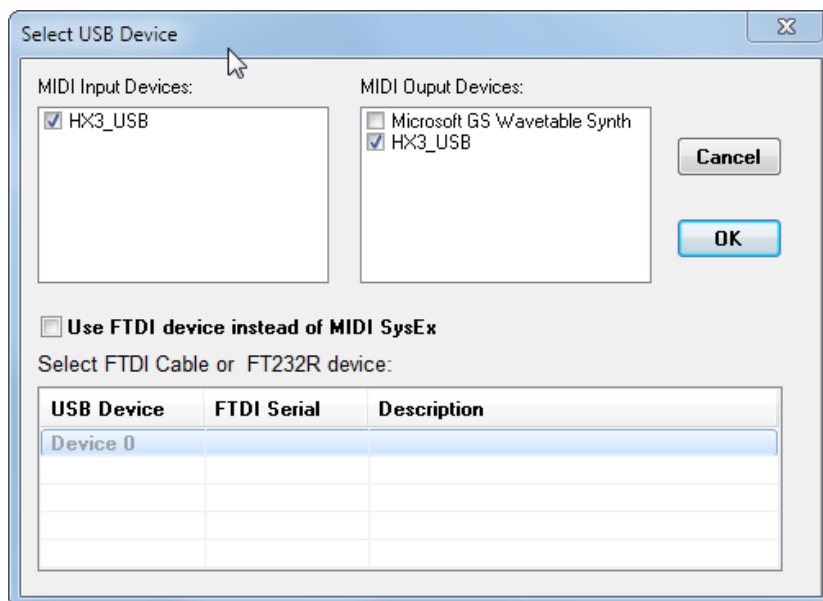 Select USB Device
MIDI Input Devices:
HX3_USB
MIDI Ouput Devices:
Microsoft GS Wavetable Synth
HX3_USB
Cancel
OK
Use FTDI device instead of MIDI SysEx
Select FTDI Cable or FT232R device:
USB Device FTDI Serial Description
Device 0